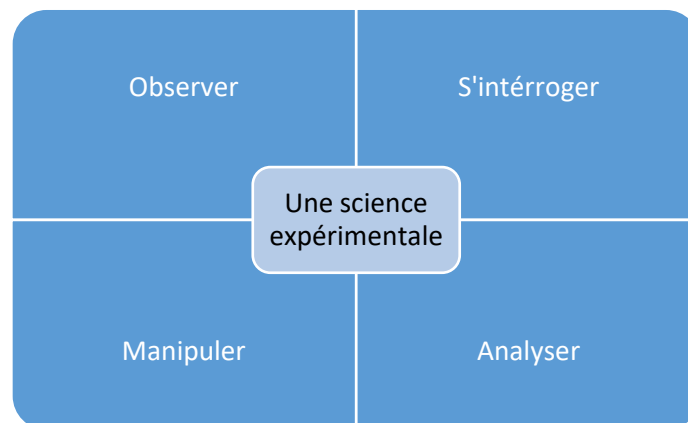 Observer
S'intérroger
Une science
expérimentale
Manipuler
Analyser